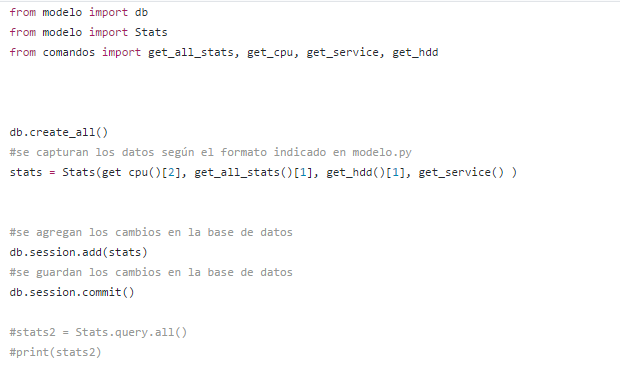 from modelo import db
from modelo import Stats
from comandos import get_all_stats, get_cpu, get_service, get_hdd
db.create_all()
#se capturan los datos según el formato indicado en modelo.py
stats = Stats(get cpu()[2], get_all_stats()[1], get_hdd()[1], get_service() )
#se agregan los cambios en la base de datos
db.session.add(stats)
#se guardan los cambios en la base de datos
db.session.commit()
#stats2 = Stats.query.all()
#print(stats2)